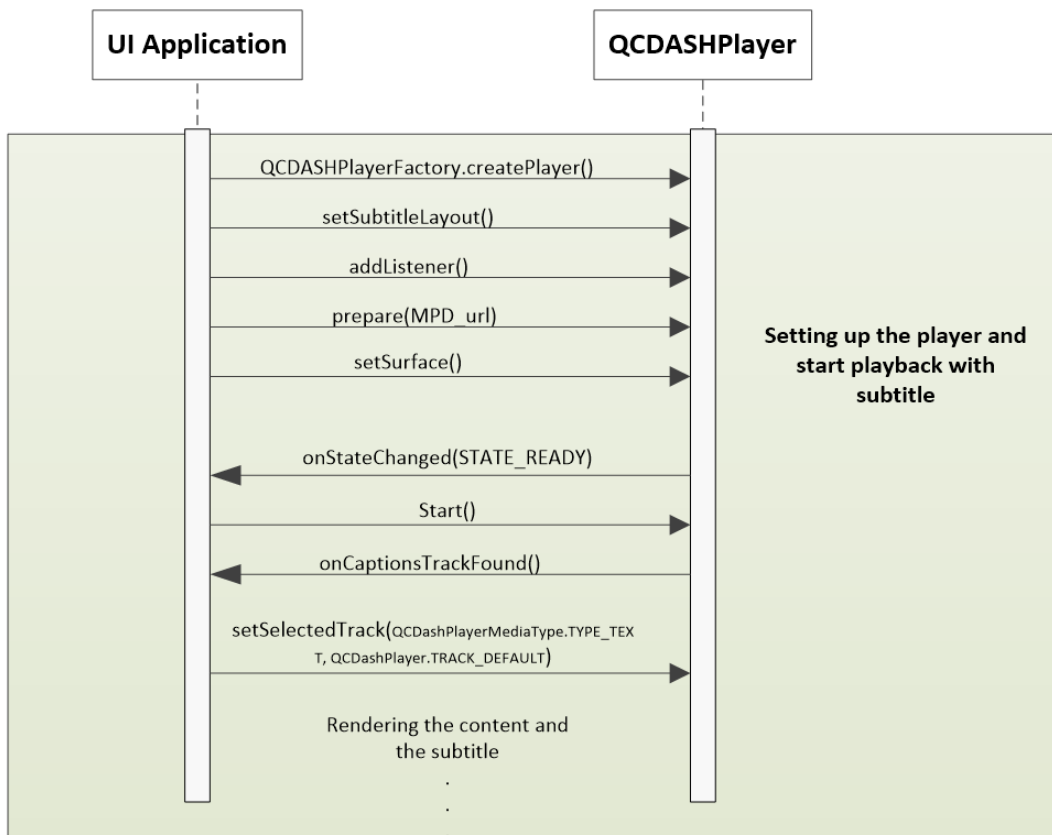 UI Application
QCDASHPlayer
QCDASHPlayerFactory.createPlayer()
setSubtitleLayout()
addListener()
prepare(MPD_url)
setSurface()
Setting up the player and
start playback with
subtitle
onStateChanged(STATE_READY)
Start()
onCaptionsTrackFound()
setSelectedTrack(QCDashPlayerMediaType.TYPE_TEX
T, QCDashPlayer.TRACK_DEFAULT)
Rendering the content and
the subtitle
.
.